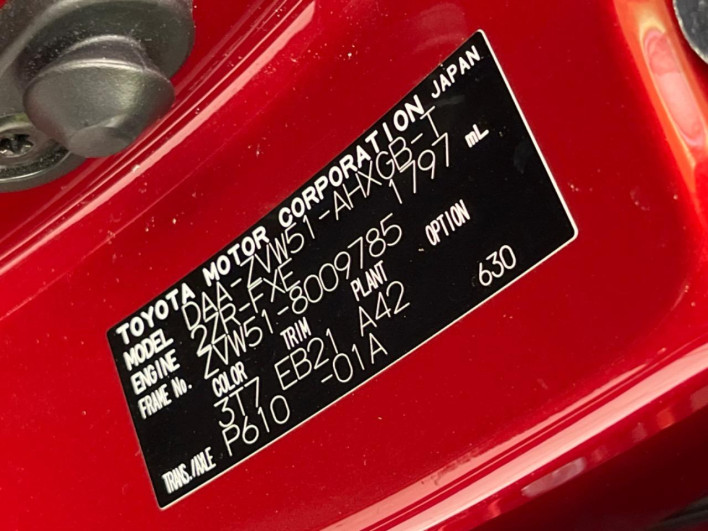 TOYOTA MOTOR CORPORATION JAPAN
MODEL DAA-ZVW51-AHXGB-T
ENGINE 2ZR-FXE 1797 mL
FRAME No. ZVW51-8009785
COLOR TRIM PLANT OPTION
3T7 EB21 A42 630
TRANS./AXLE P610 -01A